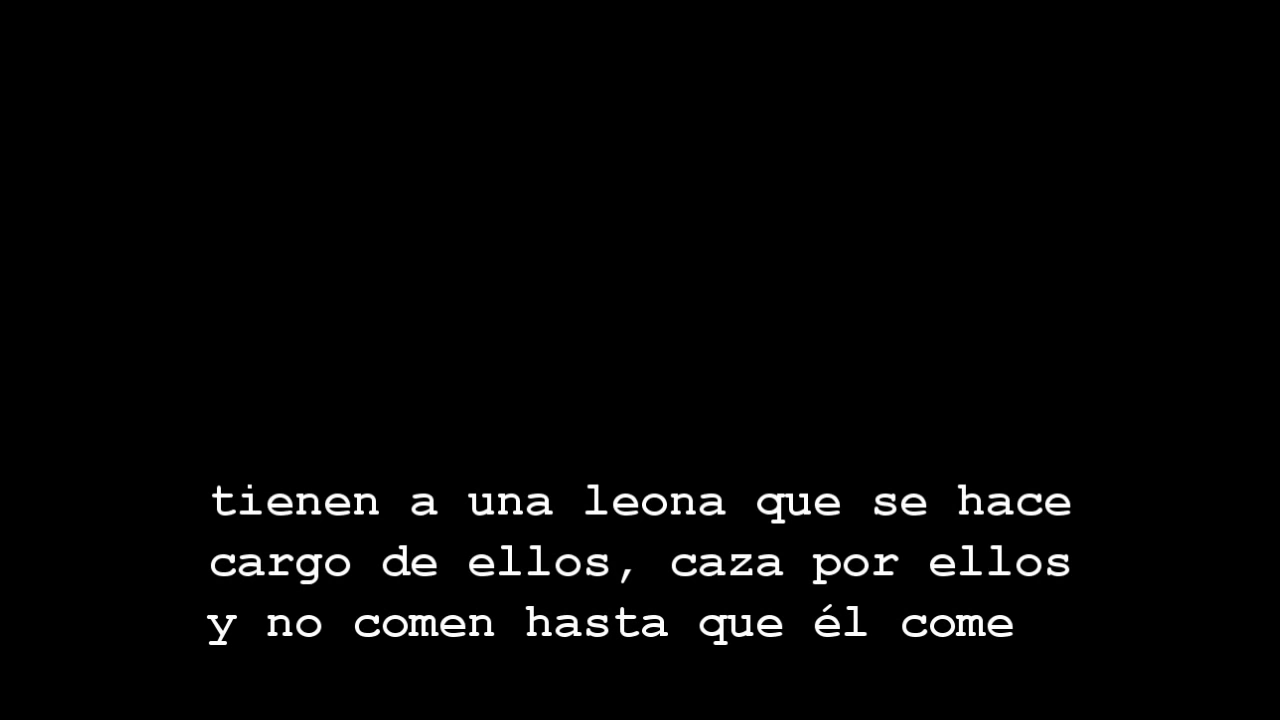 tienen a una leona que se hace
cargo de ellos, caza por ellos
y no comen hasta que él come